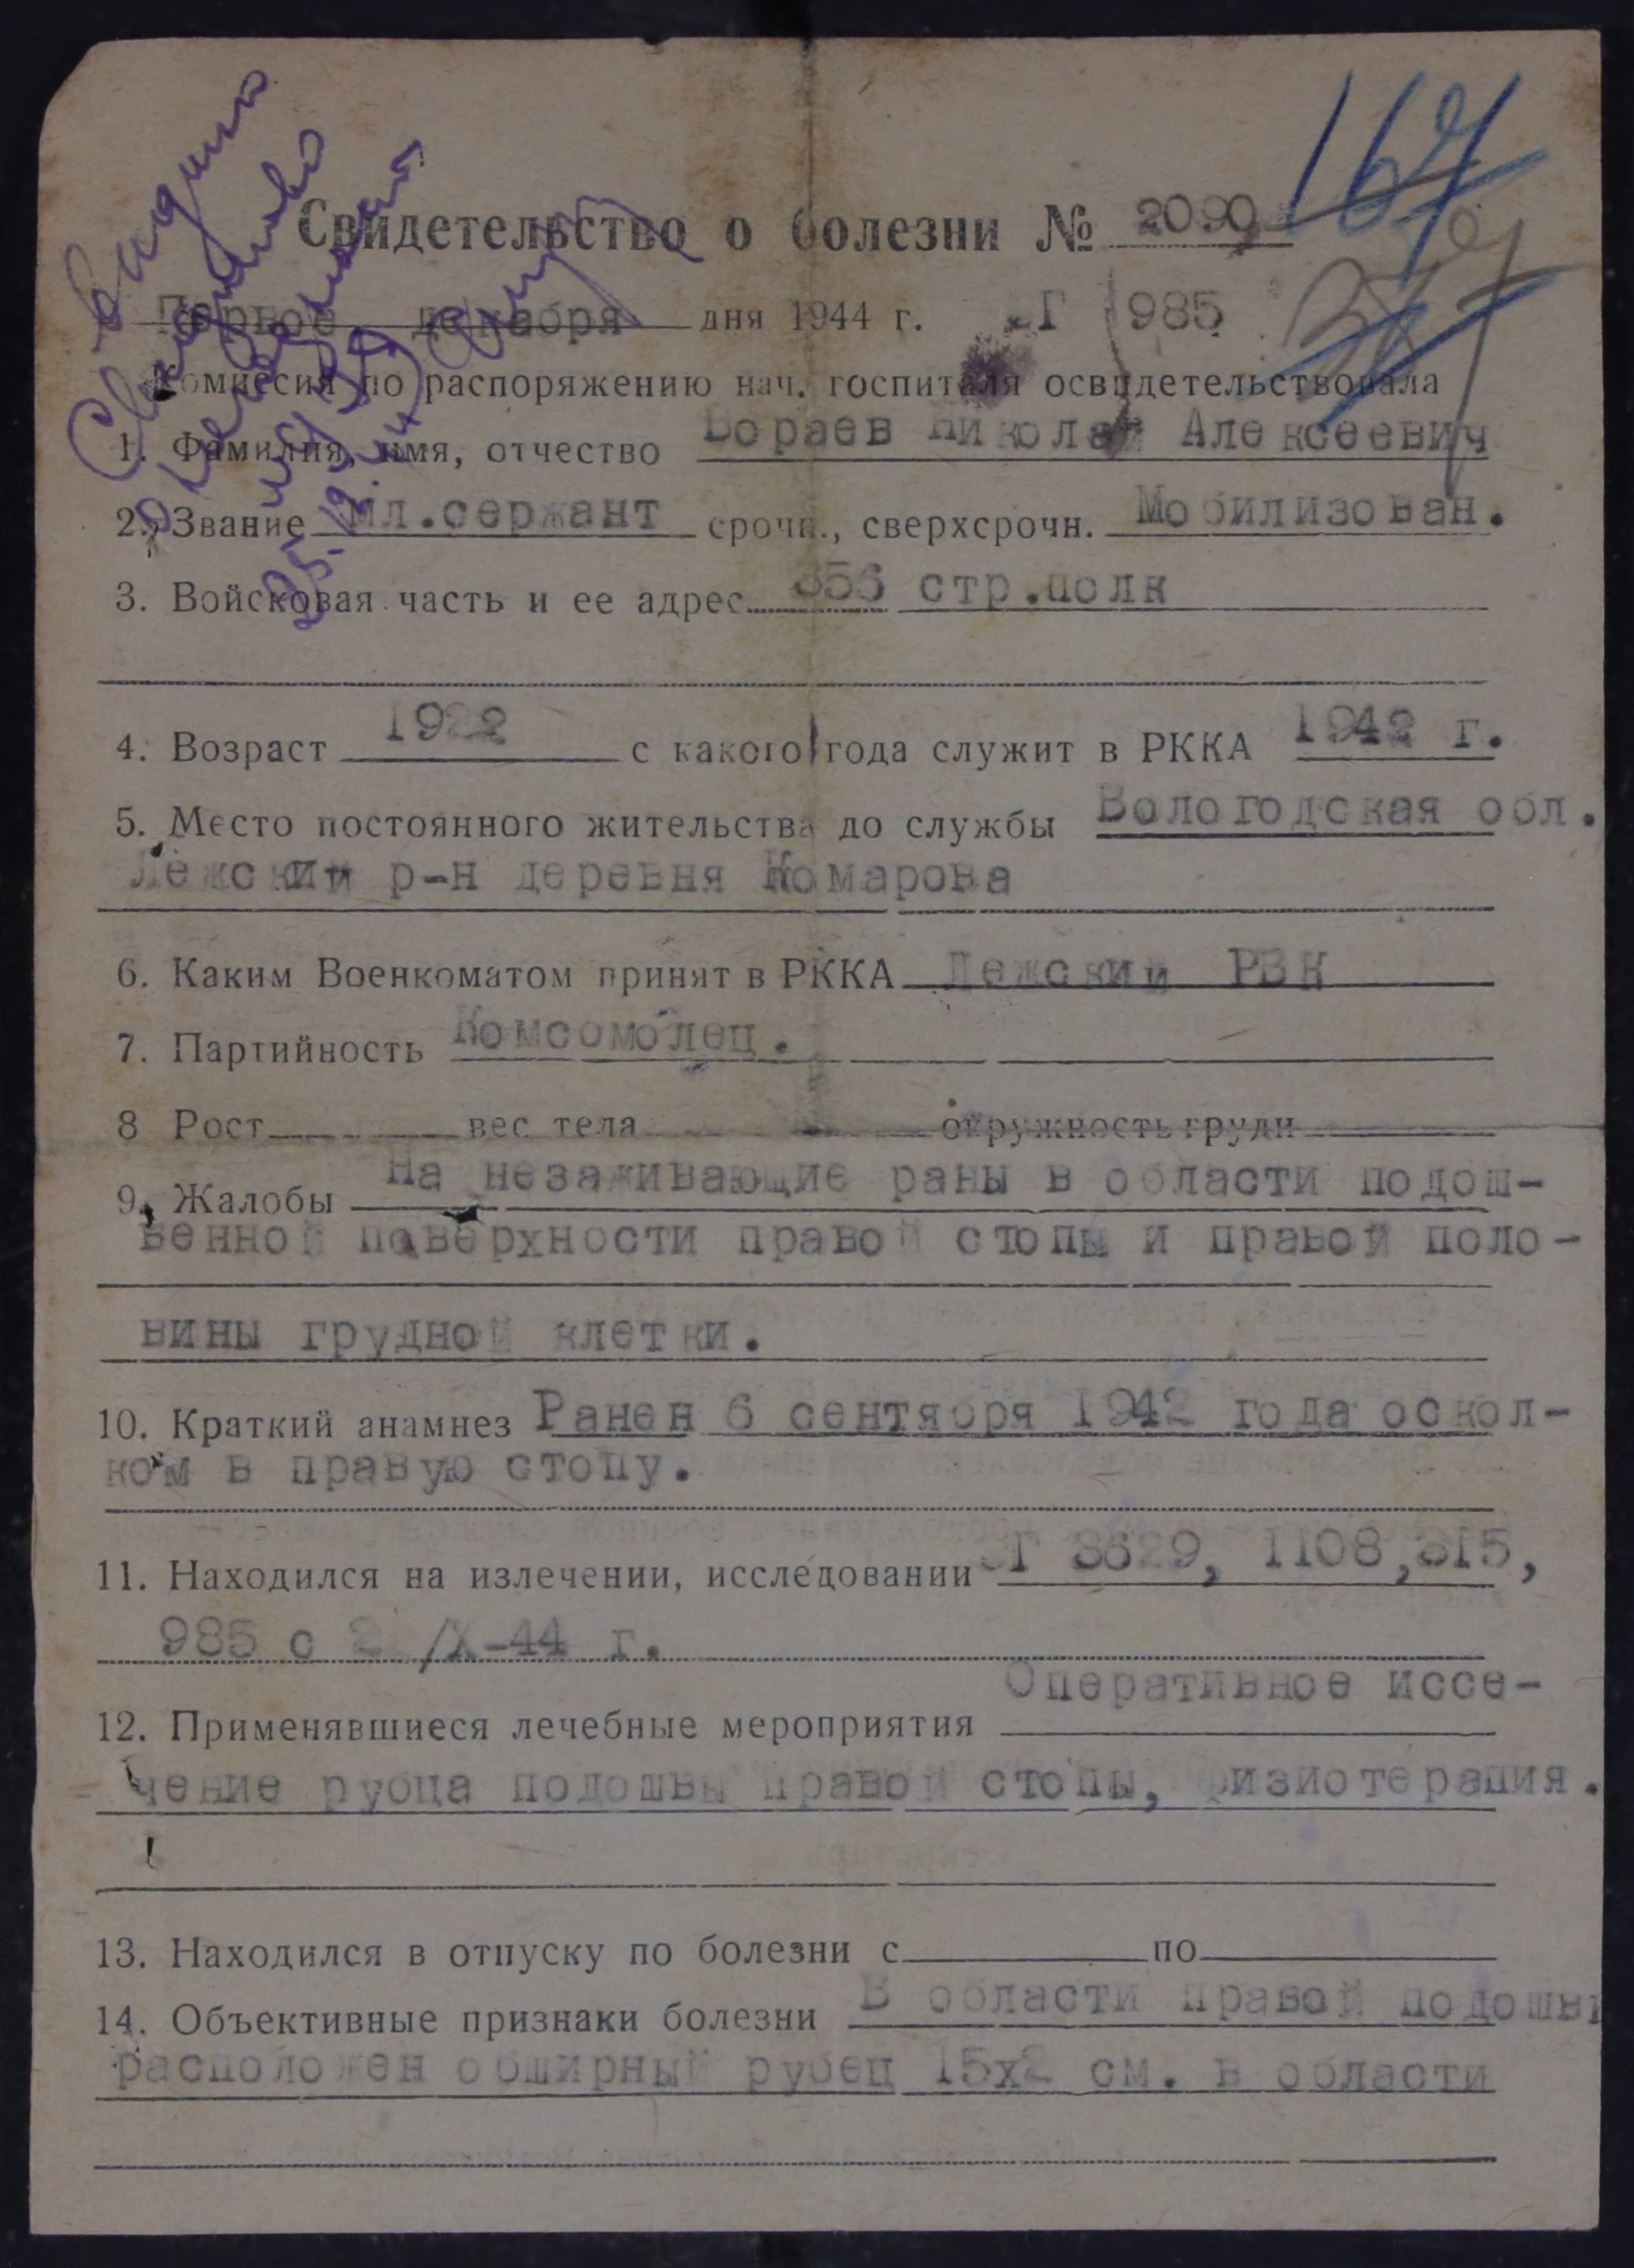 167
Свидетельство о болезни № 2090
Первое декабря дня 1944 г. ЭГ 985
Комиссия по распоряжению нач. госпиталя освидетельствовала
1. Фамилия, имя, отчество Бораев Николай Алексеевич
2. Звание мл.сержант срочн., сверхсрочн. Мобилизован.
3. Войсковая часть и ее адрес 356 стр.полк
4. Возраст 1922 с какого года служит в РККА 1942 г.
5. Место постоянного жительства до службы Вологодская обл.
Лежский р-н деревня Комарова
6. Каким Военкоматом принят в РККА Лежский РВК
7. Партийность Комсомолец.
8 Рост вес тела окружность груди
9. Жалобы На незаживающие раны в области подош-
венной поверхности правой стопы и правой поло-
вины грудной клетки.
10. Краткий анамнез Ранен 6 сентября 1942 года оскол-
ком в правую стопу.
11. Находился на излечении, исследовании ЭГ 3629, 1108, 315,
985 с /X-44 г.
12. Применявшиеся лечебные мероприятия Оперативное иссе-
чение рубца подошвы правой стопы, физиотерапия.
13. Находился в отпуску по болезни с по
14. Объективные признаки болезни В области правой подошвы
расположен обширный рубец 15х2 см. в области